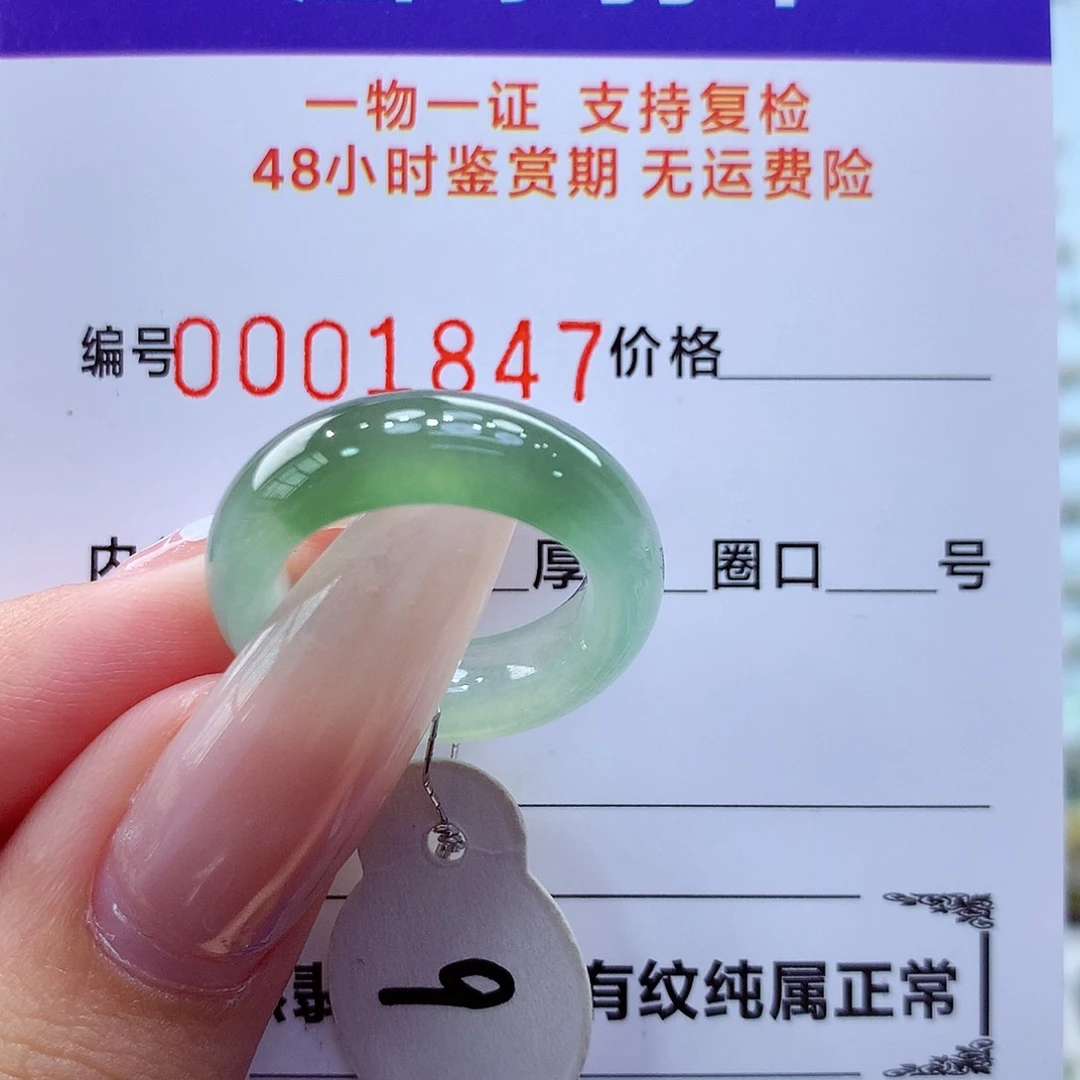 一物一证 支持复检
48小时鉴赏期 无运费险
编号0001847价格
内 厚 圈口 号
有纹纯属正常
9